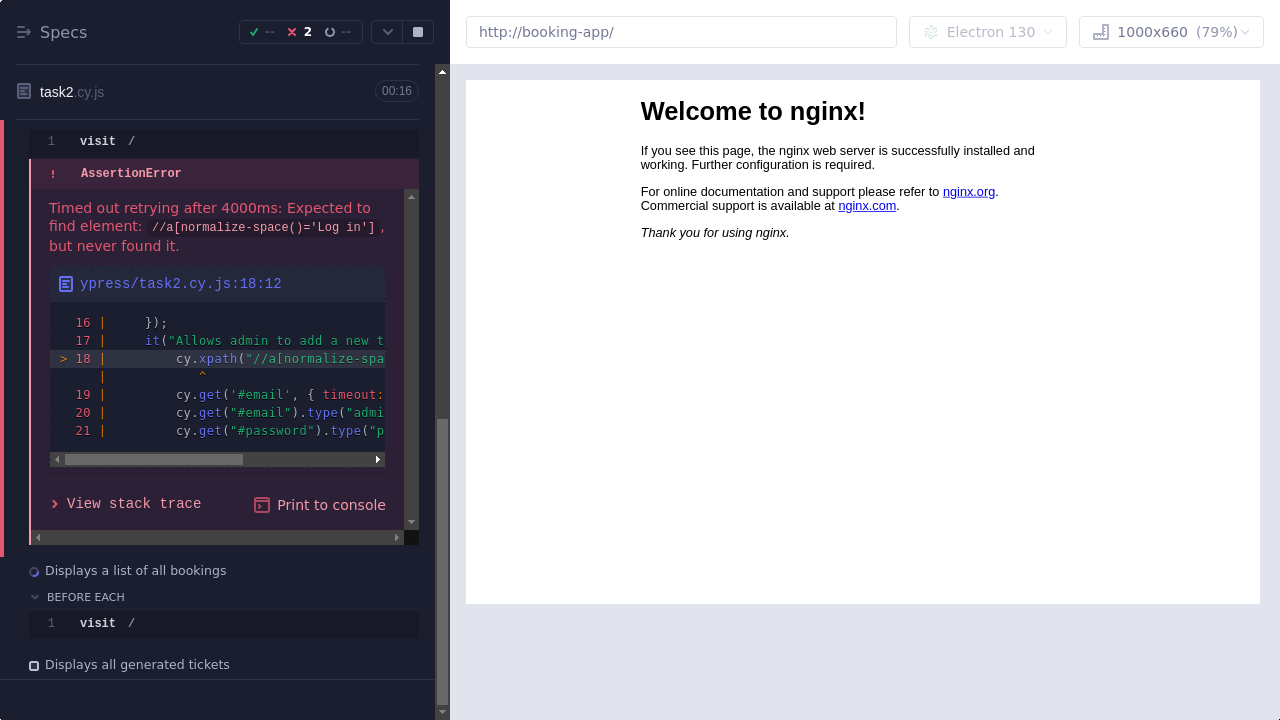 Specs
--
2
--
task2.cy.js
00:16
1 visit /
! AssertionError
Timed out retrying after 4000ms: Expected to
find element: //a[normalize-space()='Log in'],
but never found it.
ypress/task2.cy.js:18:12
16 | });
17 | it("Allows admin to add a new t
> 18 | cy.xpath("//a[normalize-spa
| ^
19 | cy.get('#email', { timeout:
20 | cy.get("#email").type("admi
21 | cy.get("#password").type("p
View stack trace
Print to console
Displays a list of all bookings
BEFORE EACH
1 visit /
Displays all generated tickets
http://booking-app/
Electron 130
1000x660 (79%)
Welcome to nginx!
If you see this page, the nginx web server is successfully installed and
working. Further configuration is required.
For online documentation and support please refer to nginx.org.
Commercial support is available at nginx.com.
Thank you for using nginx.